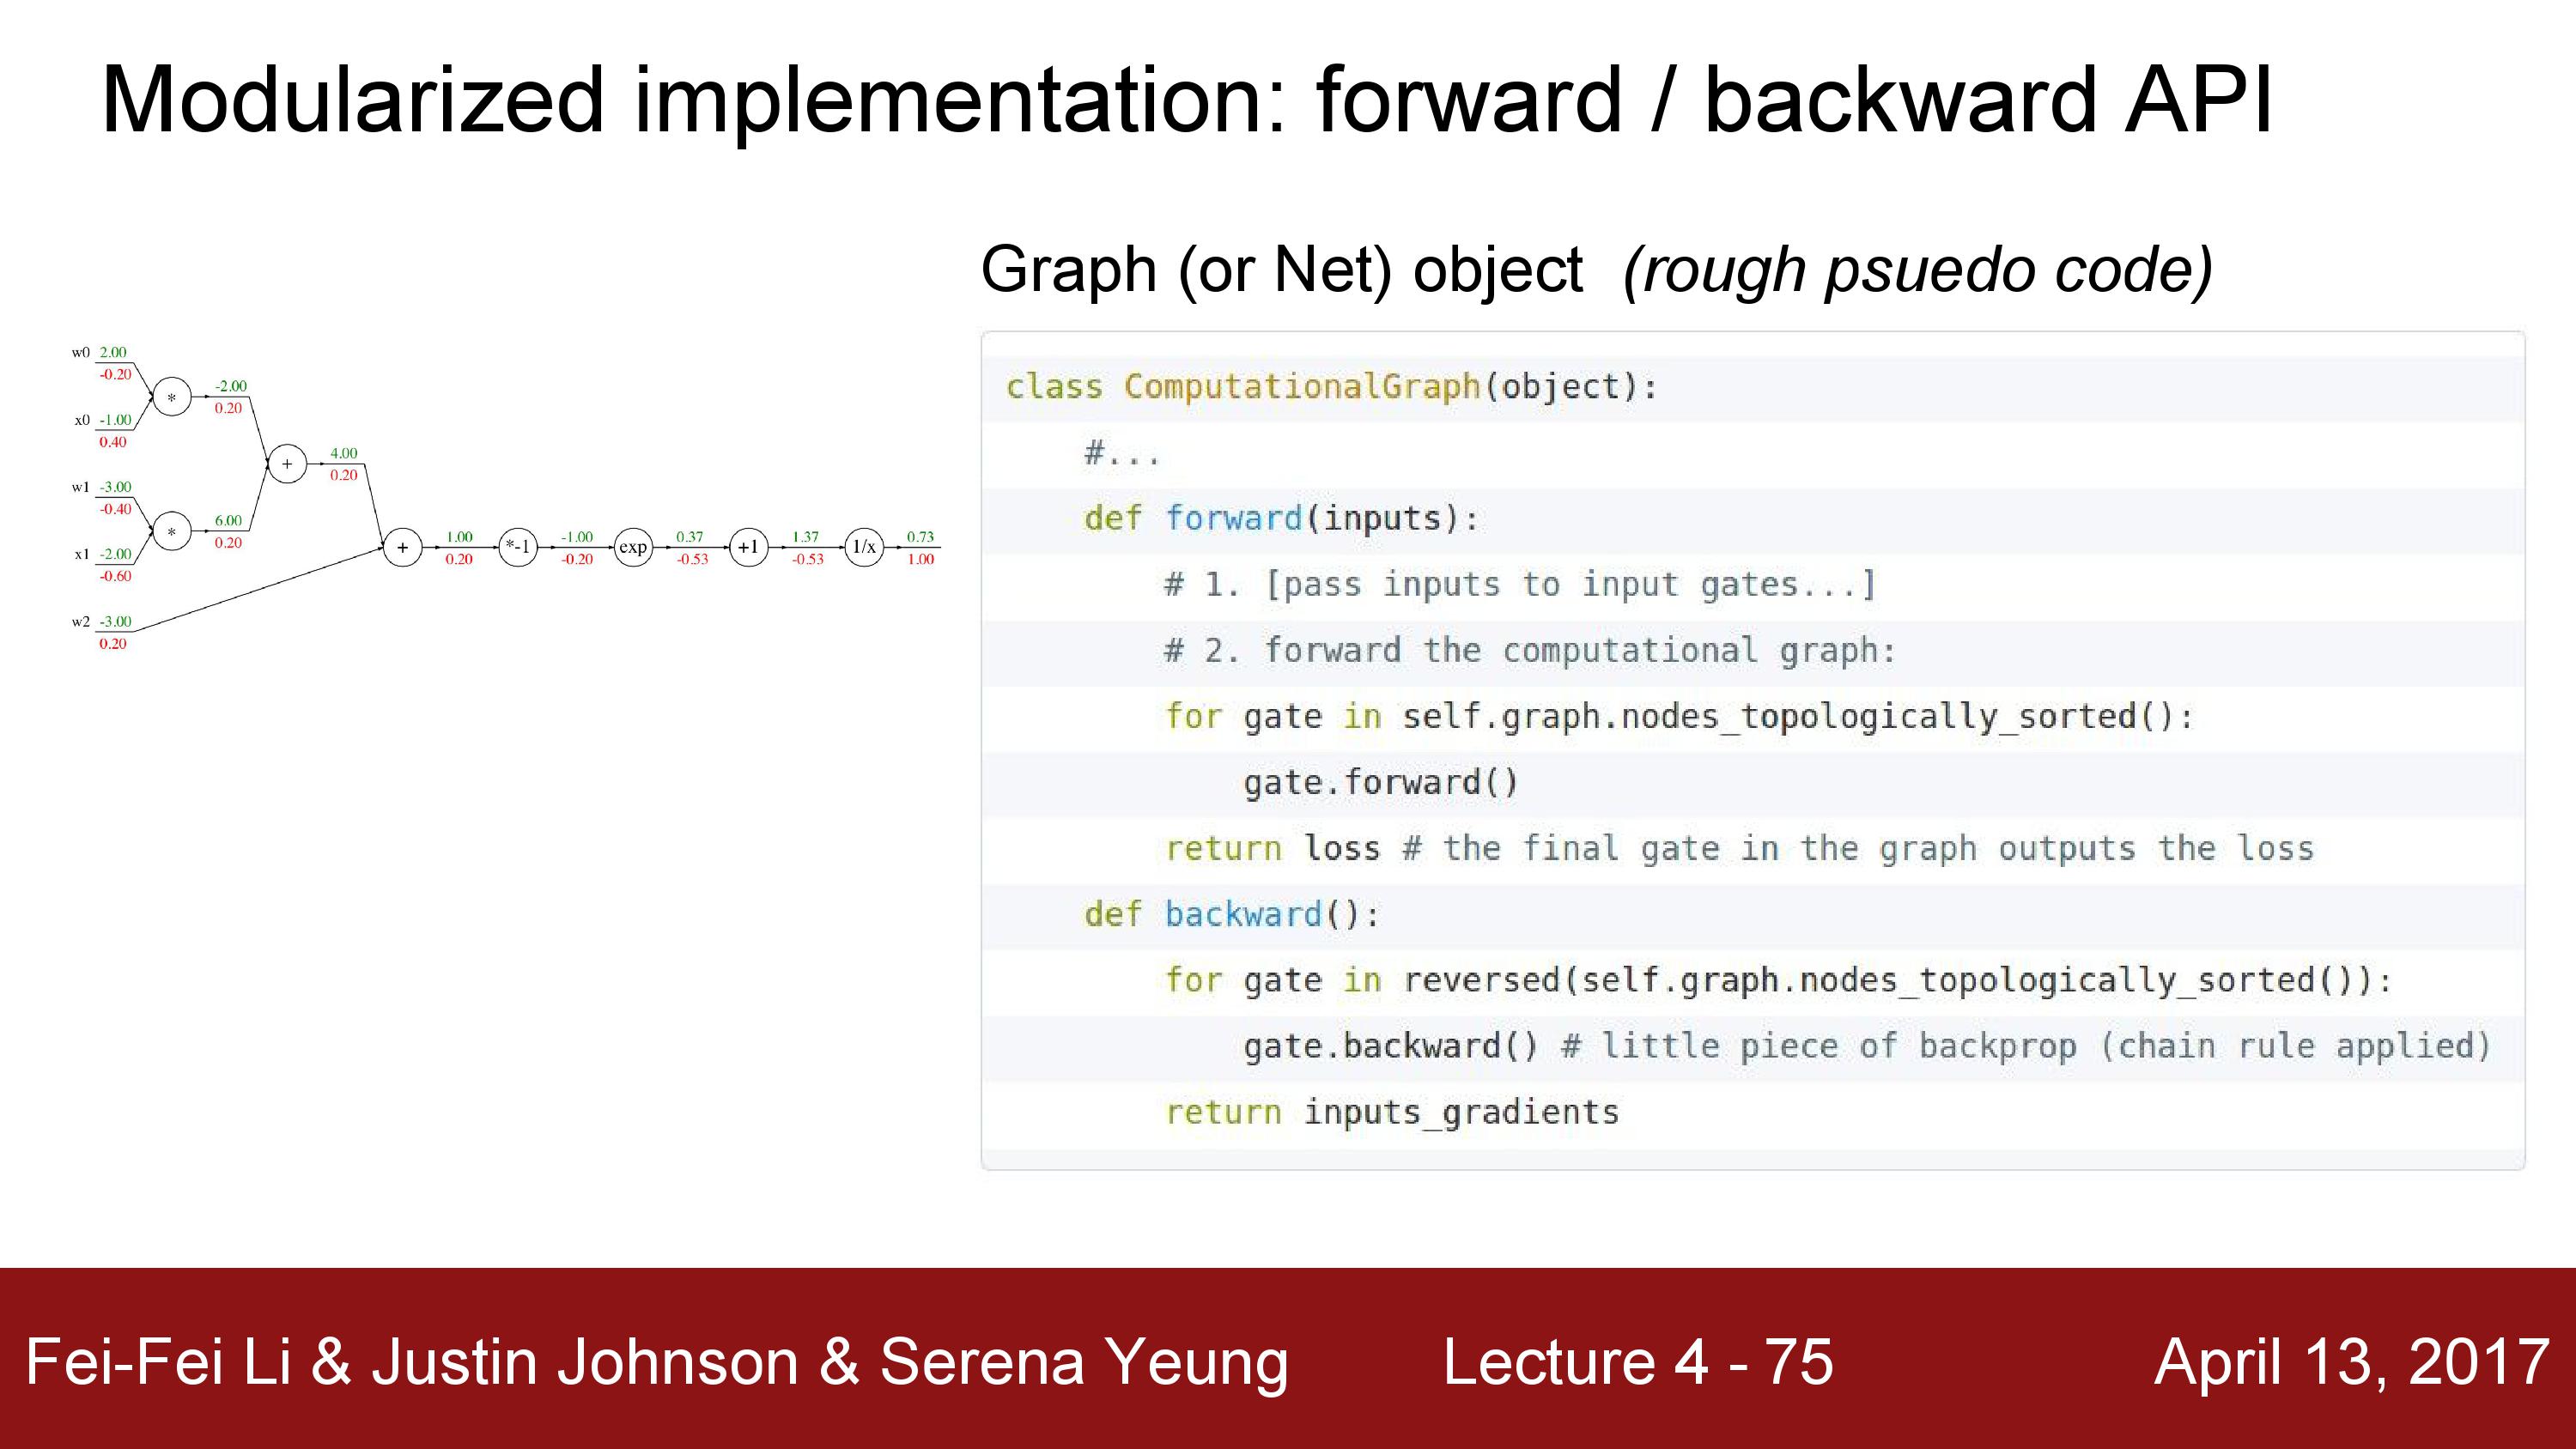 Modularized implementation: forward / backward API
Graph (or Net) object (rough psuedo code)
w0 2.00
-0.20
x0 -1.00
0.40
*
-2.00
0.20
w1 -3.00
-0.40
x1 -2.00
-0.60
*
6.00
0.20
+
4.00
0.20
w2 -3.00
0.20
+
1.00
0.20
*-1
-1.00
-0.20
exp
0.37
-0.53
+1
1.37
-0.53
1/x
0.73
1.00
class ComputationalGraph(object):
#...
def forward(inputs):
# 1. [pass inputs to input gates...]
# 2. forward the computational graph:
for gate in self.graph.nodes_topologically_sorted():
gate.forward()
return loss # the final gate in the graph outputs the loss
def backward():
for gate in reversed(self.graph.nodes_topologically_sorted()):
gate.backward() # little piece of backprop (chain rule applied)
return inputs_gradients
Fei-Fei Li & Justin Johnson & Serena Yeung Lecture 4 - 75 April 13, 2017